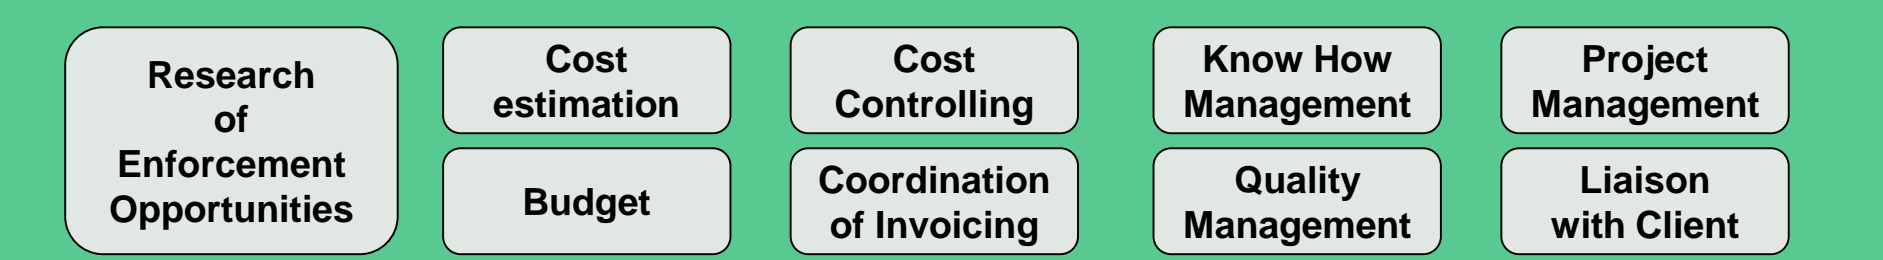 Research
of
Enforcement
Opportunities
Cost
estimation
Budget
Cost
Controlling
Coordination
of Invoicing
Know How
Management
Quality
Management
Project
Management
Liaison
with Client